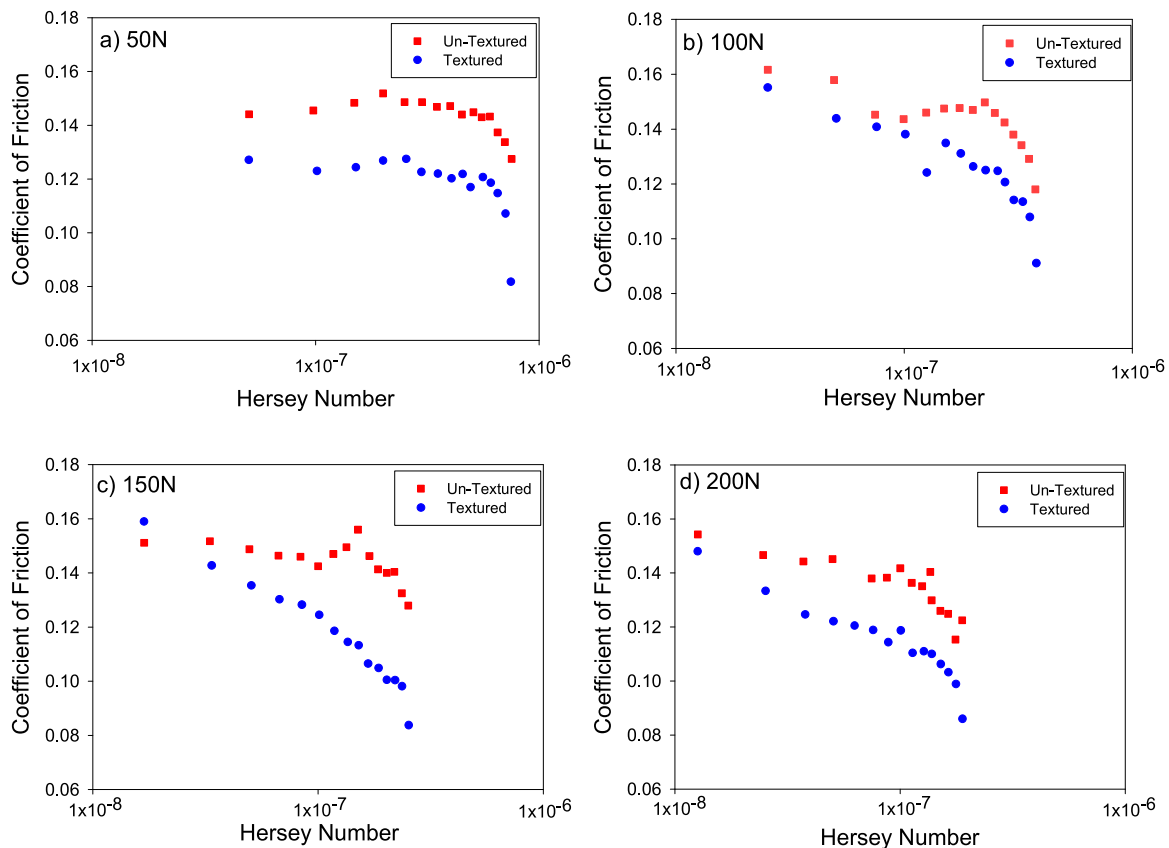 a) 50N
Un-Textured
Textured
0.18
0.16
0.14
0.12
0.10
0.08
0.06
Coefficient of Friction
1x10⁻⁸
1x10⁻⁷
1x10⁻⁶
Hersey Number
b) 100N
Un-Textured
Textured
0.18
0.16
0.14
0.12
0.10
0.08
0.06
Coefficient of Friction
1x10⁻⁸
1x10⁻⁷
1x10⁻⁶
Hersey Number
c) 150N
Un-Textured
Textured
0.18
0.16
0.14
0.12
0.10
0.08
0.06
Coefficient of Friction
1x10⁻⁸
1x10⁻⁷
1x10⁻⁶
Hersey Number
d) 200N
Un-Textured
Textured
0.18
0.16
0.14
0.12
0.10
0.08
0.06
Coefficient of Friction
1x10⁻⁸
1x10⁻⁷
1x10⁻⁶
Hersey Number